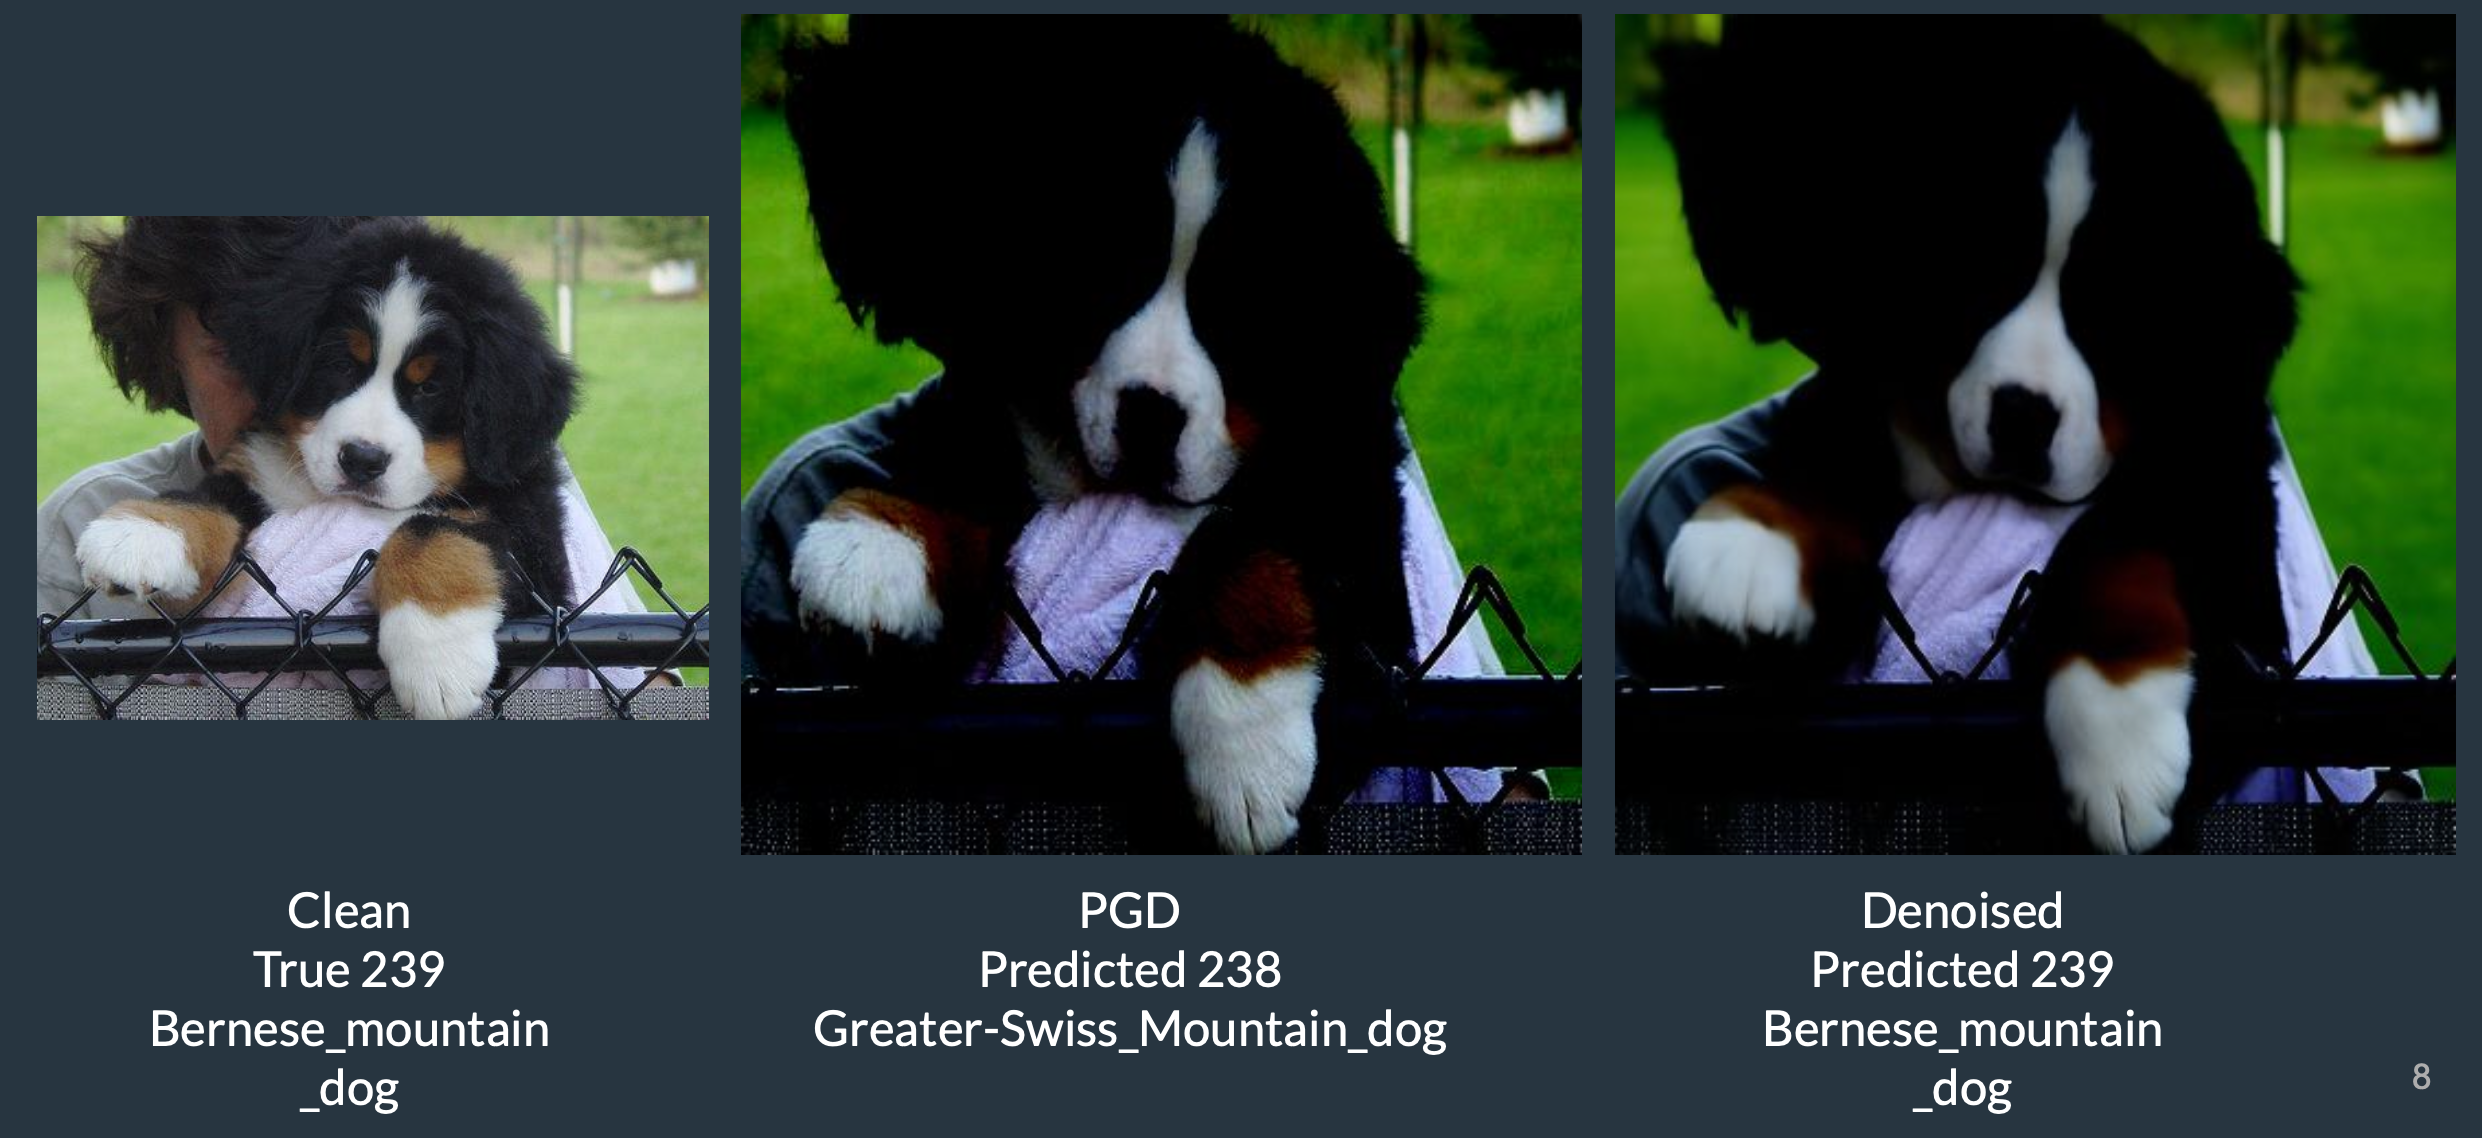 Clean
True 239
Bernese_mountain
_dog
PGD
Predicted 238
Greater-Swiss_Mountain_dog
Denoised
Predicted 239
Bernese_mountain
_dog
8